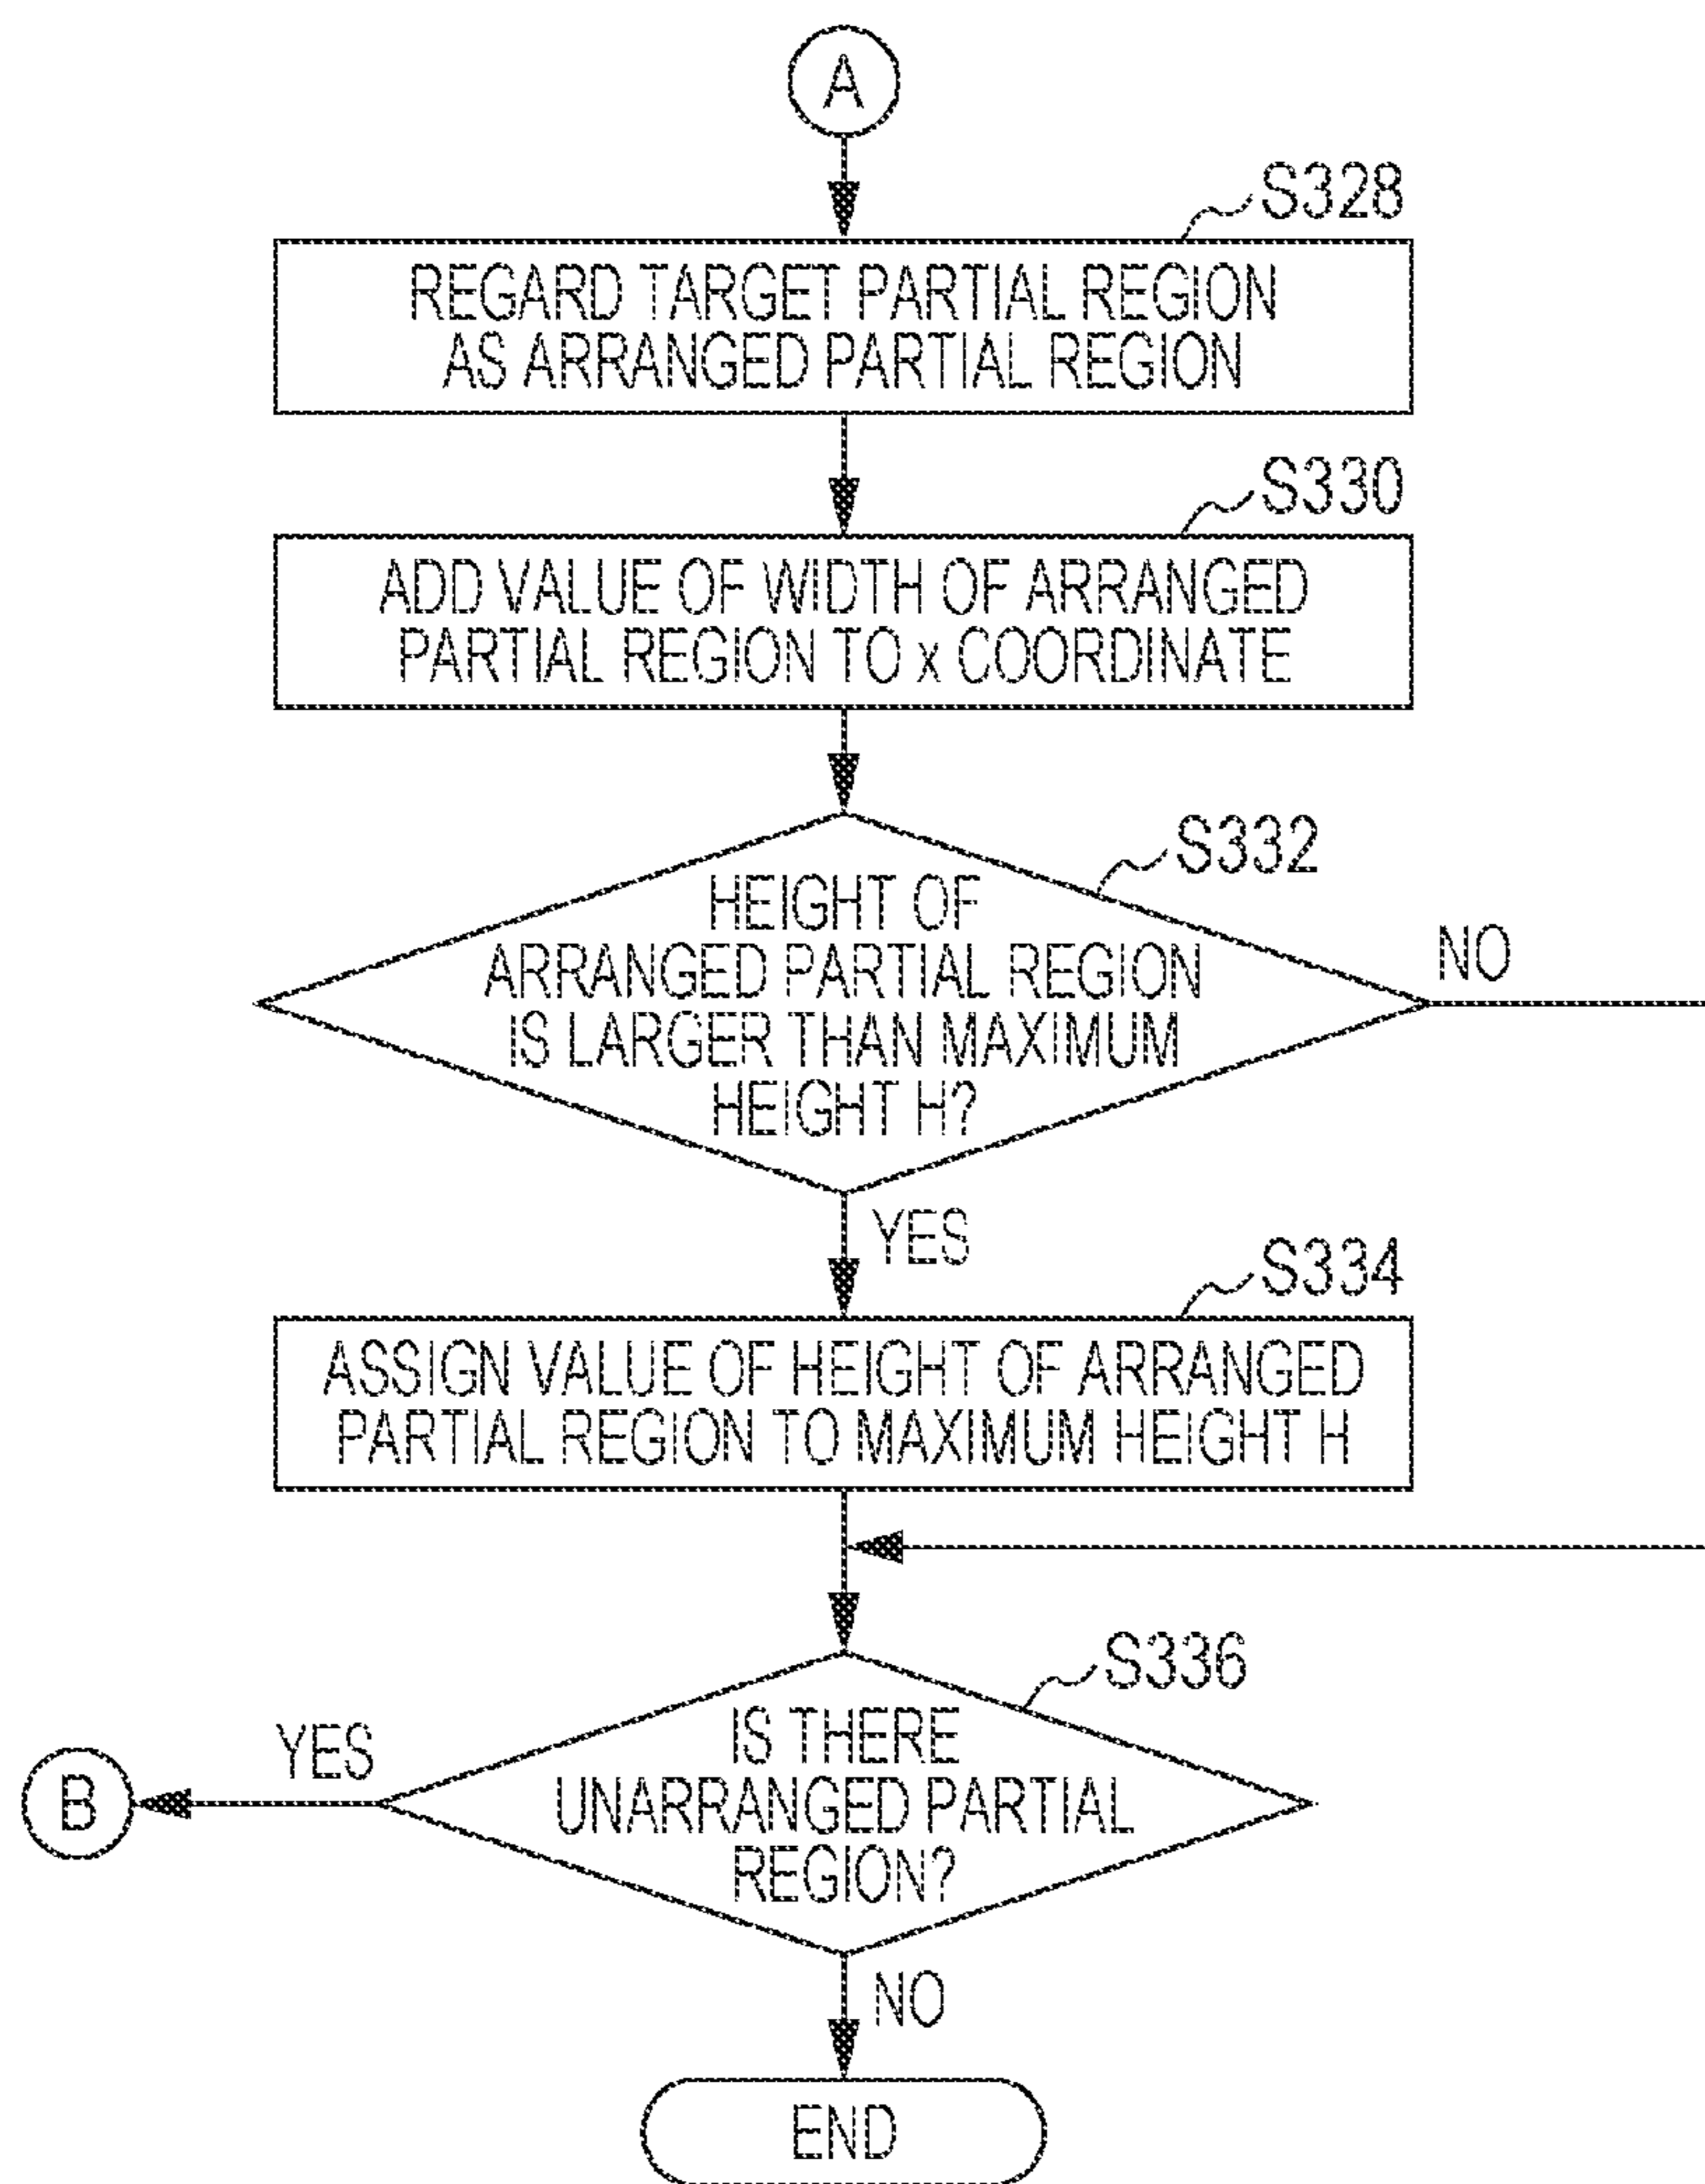 A
S328
REGARD TARGET PARTIAL REGION
AS ARRANGED PARTIAL REGION
S330
ADD VALUE OF WIDTH OF ARRANGED
PARTIAL REGION TO x COORDINATE
S332
HEIGHT OF
ARRANGED PARTIAL REGION
IS LARGER THAN MAXIMUM
HEIGHT H?
NO
YES
S334
ASSIGN VALUE OF HEIGHT OF ARRANGED
PARTIAL REGION TO MAXIMUM HEIGHT H
S336
IS THERE
UNARRANGED PARTIAL
REGION?
YES
B
NO
END